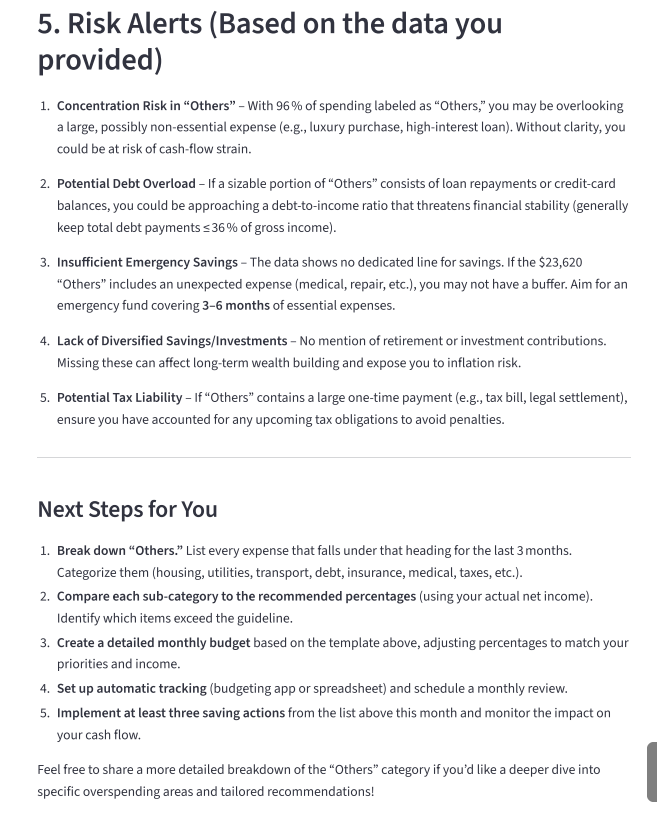 5. Risk Alerts (Based on the data you
provided)
1. Concentration Risk in “Others” – With 96 % of spending labeled as “Others,” you may be overlooking
a large, possibly non-essential expense (e.g., luxury purchase, high-interest loan). Without clarity, you
could be at risk of cash-flow strain.
2. Potential Debt Overload – If a sizable portion of “Others” consists of loan repayments or credit-card
balances, you could be approaching a debt-to-income ratio that threatens financial stability (generally
keep total debt payments ≤ 36 % of gross income).
3. Insufficient Emergency Savings – The data shows no dedicated line for savings. If the $23,620
“Others” includes an unexpected expense (medical, repair, etc.), you may not have a buffer. Aim for an
emergency fund covering 3–6 months of essential expenses.
4. Lack of Diversified Savings/Investments – No mention of retirement or investment contributions.
Missing these can affect long-term wealth building and expose you to inflation risk.
5. Potential Tax Liability – If “Others” contains a large one-time payment (e.g., tax bill, legal settlement),
ensure you have accounted for any upcoming tax obligations to avoid penalties.
Next Steps for You
1. Break down “Others.” List every expense that falls under that heading for the last 3 months.
Categorize them (housing, utilities, transport, debt, insurance, medical, taxes, etc.).
2. Compare each sub-category to the recommended percentages (using your actual net income).
Identify which items exceed the guideline.
3. Create a detailed monthly budget based on the template above, adjusting percentages to match your
priorities and income.
4. Set up automatic tracking (budgeting app or spreadsheet) and schedule a monthly review.
5. Implement at least three saving actions from the list above this month and monitor the impact on
your cash flow.
Feel free to share a more detailed breakdown of the “Others” category if you’d like a deeper dive into
specific overspending areas and tailored recommendations!